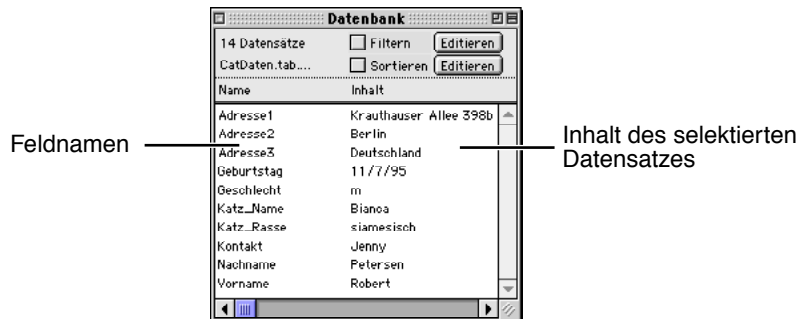 Datenbank
14 Datensätze Filtern Editieren
CatDaten.tab.... Sortieren Editieren
Name Inhalt
Adresse1 Krauthauser Allee 398b
Adresse2 Berlin
Adresse3 Deutschland
Geburtstag 11/7/95
Geschlecht m
Katz_Name Bianca
Katz_Rasse siamesisch
Kontakt Jenny
Nachname Petersen
Vorname Robert
Feldnamen
Inhalt des selektierten
Datensatzes